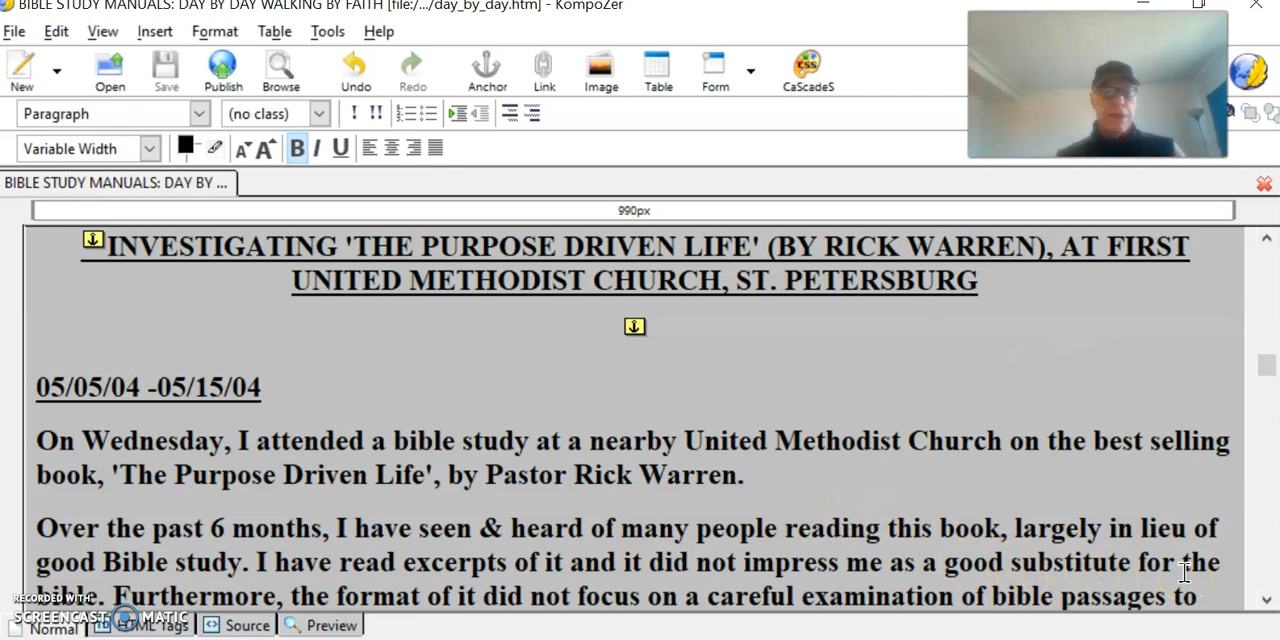 BIBLE STUDY MANUALS: DAY BY DAY WALKING BY FAITH [file:/.../day_by_day.htm] - KompoZer
File Edit View Insert Format Table Tools Help
New Open Save Publish Browse Undo Redo Anchor Link Image Table Form CaScadeS
Paragraph (no class) ! !!
Variable Width A A B I U
BIBLE STUDY MANUALS: DAY BY ...
990px
INVESTIGATING 'THE PURPOSE DRIVEN LIFE' (BY RICK WARREN), AT FIRST
UNITED METHODIST CHURCH, ST. PETERSBURG
05/05/04 -05/15/04
On Wednesday, I attended a bible study at a nearby United Methodist Church on the best selling
book, 'The Purpose Driven Life', by Pastor Rick Warren.
Over the past 6 months, I have seen & heard of many people reading this book, largely in lieu of
good Bible study. I have read excerpts of it and it did not impress me as a good substitute for the
Furthermore, the format of it did not focus on a careful examination of bible passages to
RECORDED WITH
SCREENCAST MATIC
Normal HTML Tags Source Preview